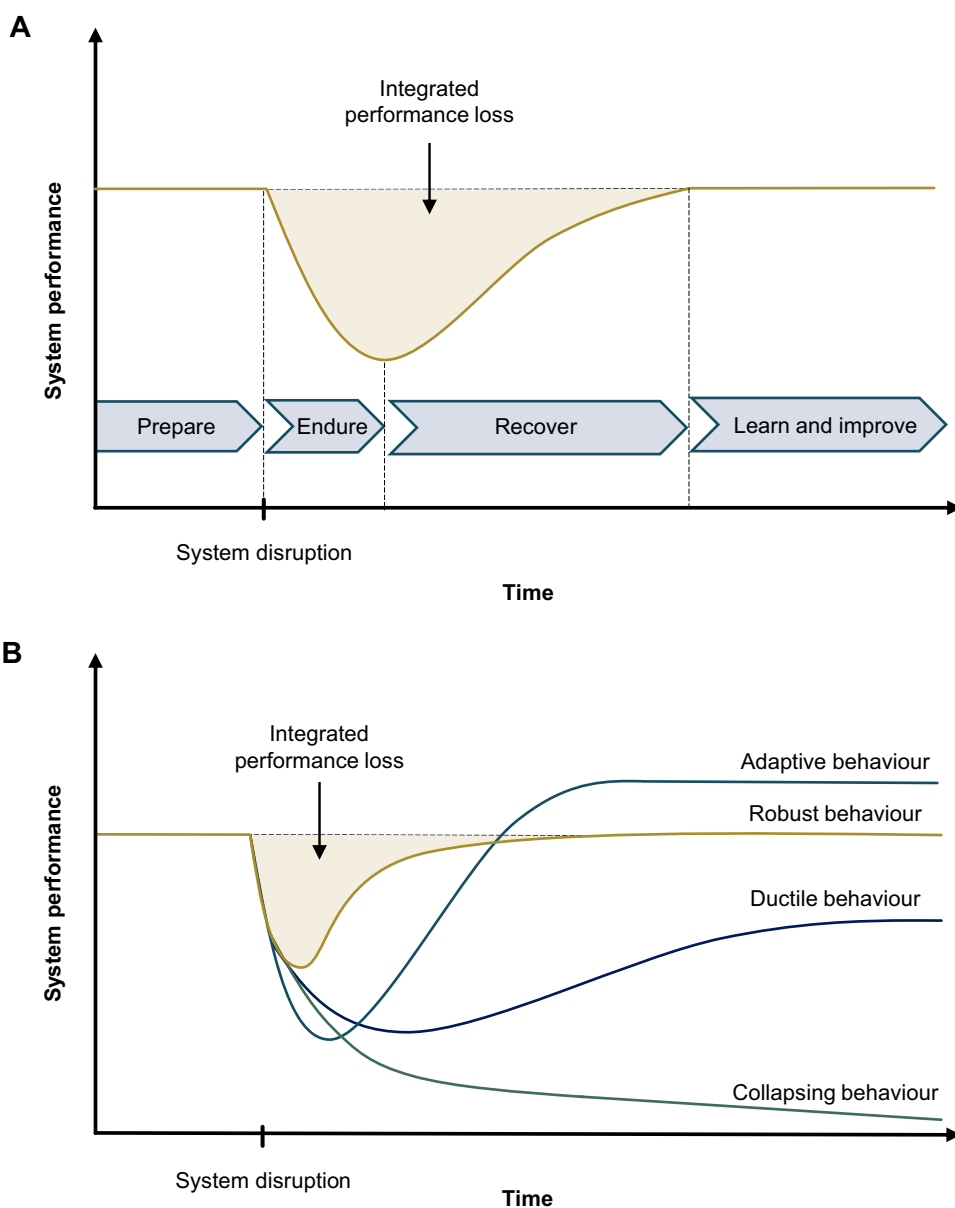 A
Integrated
performance loss
System performance
Prepare
Endure
Recover
Learn and improve
System disruption
Time
B
Integrated
performance loss
Adaptive behaviour
Robust behaviour
Ductile behaviour
System performance
Collapsing behaviour
System disruption
Time